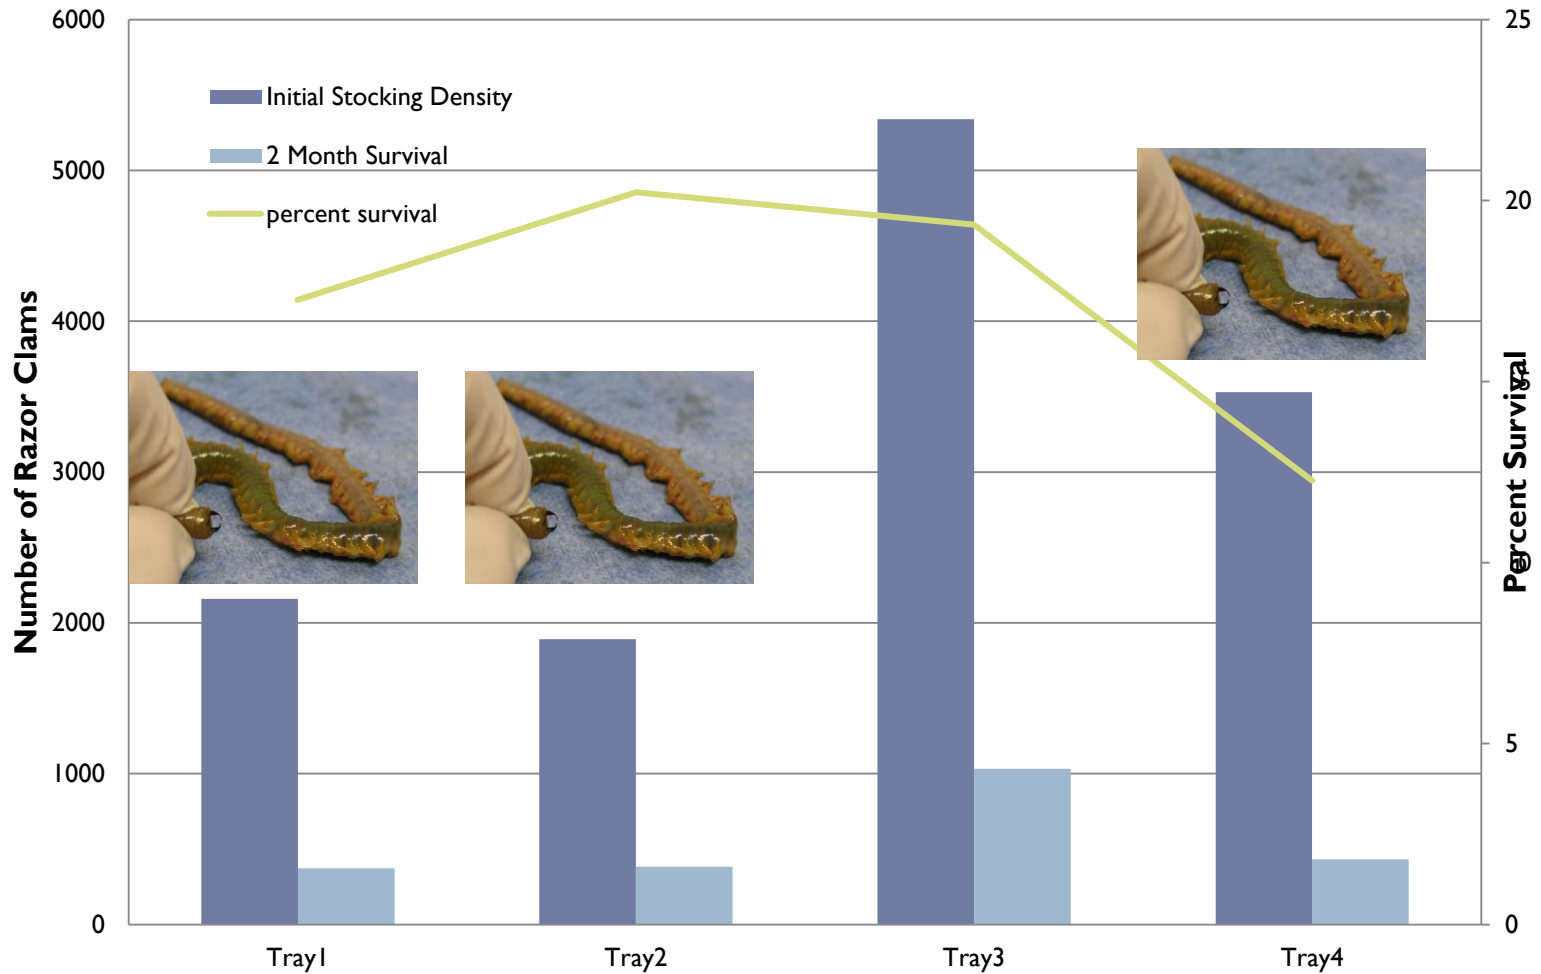 6000
5000
4000
3000
2000
1000
0
Number of Razor Clams
Initial Stocking Density
2 Month Survival
percent survival
25
20
5
0
Percent Survival
Tray1
Tray2
Tray3
Tray4